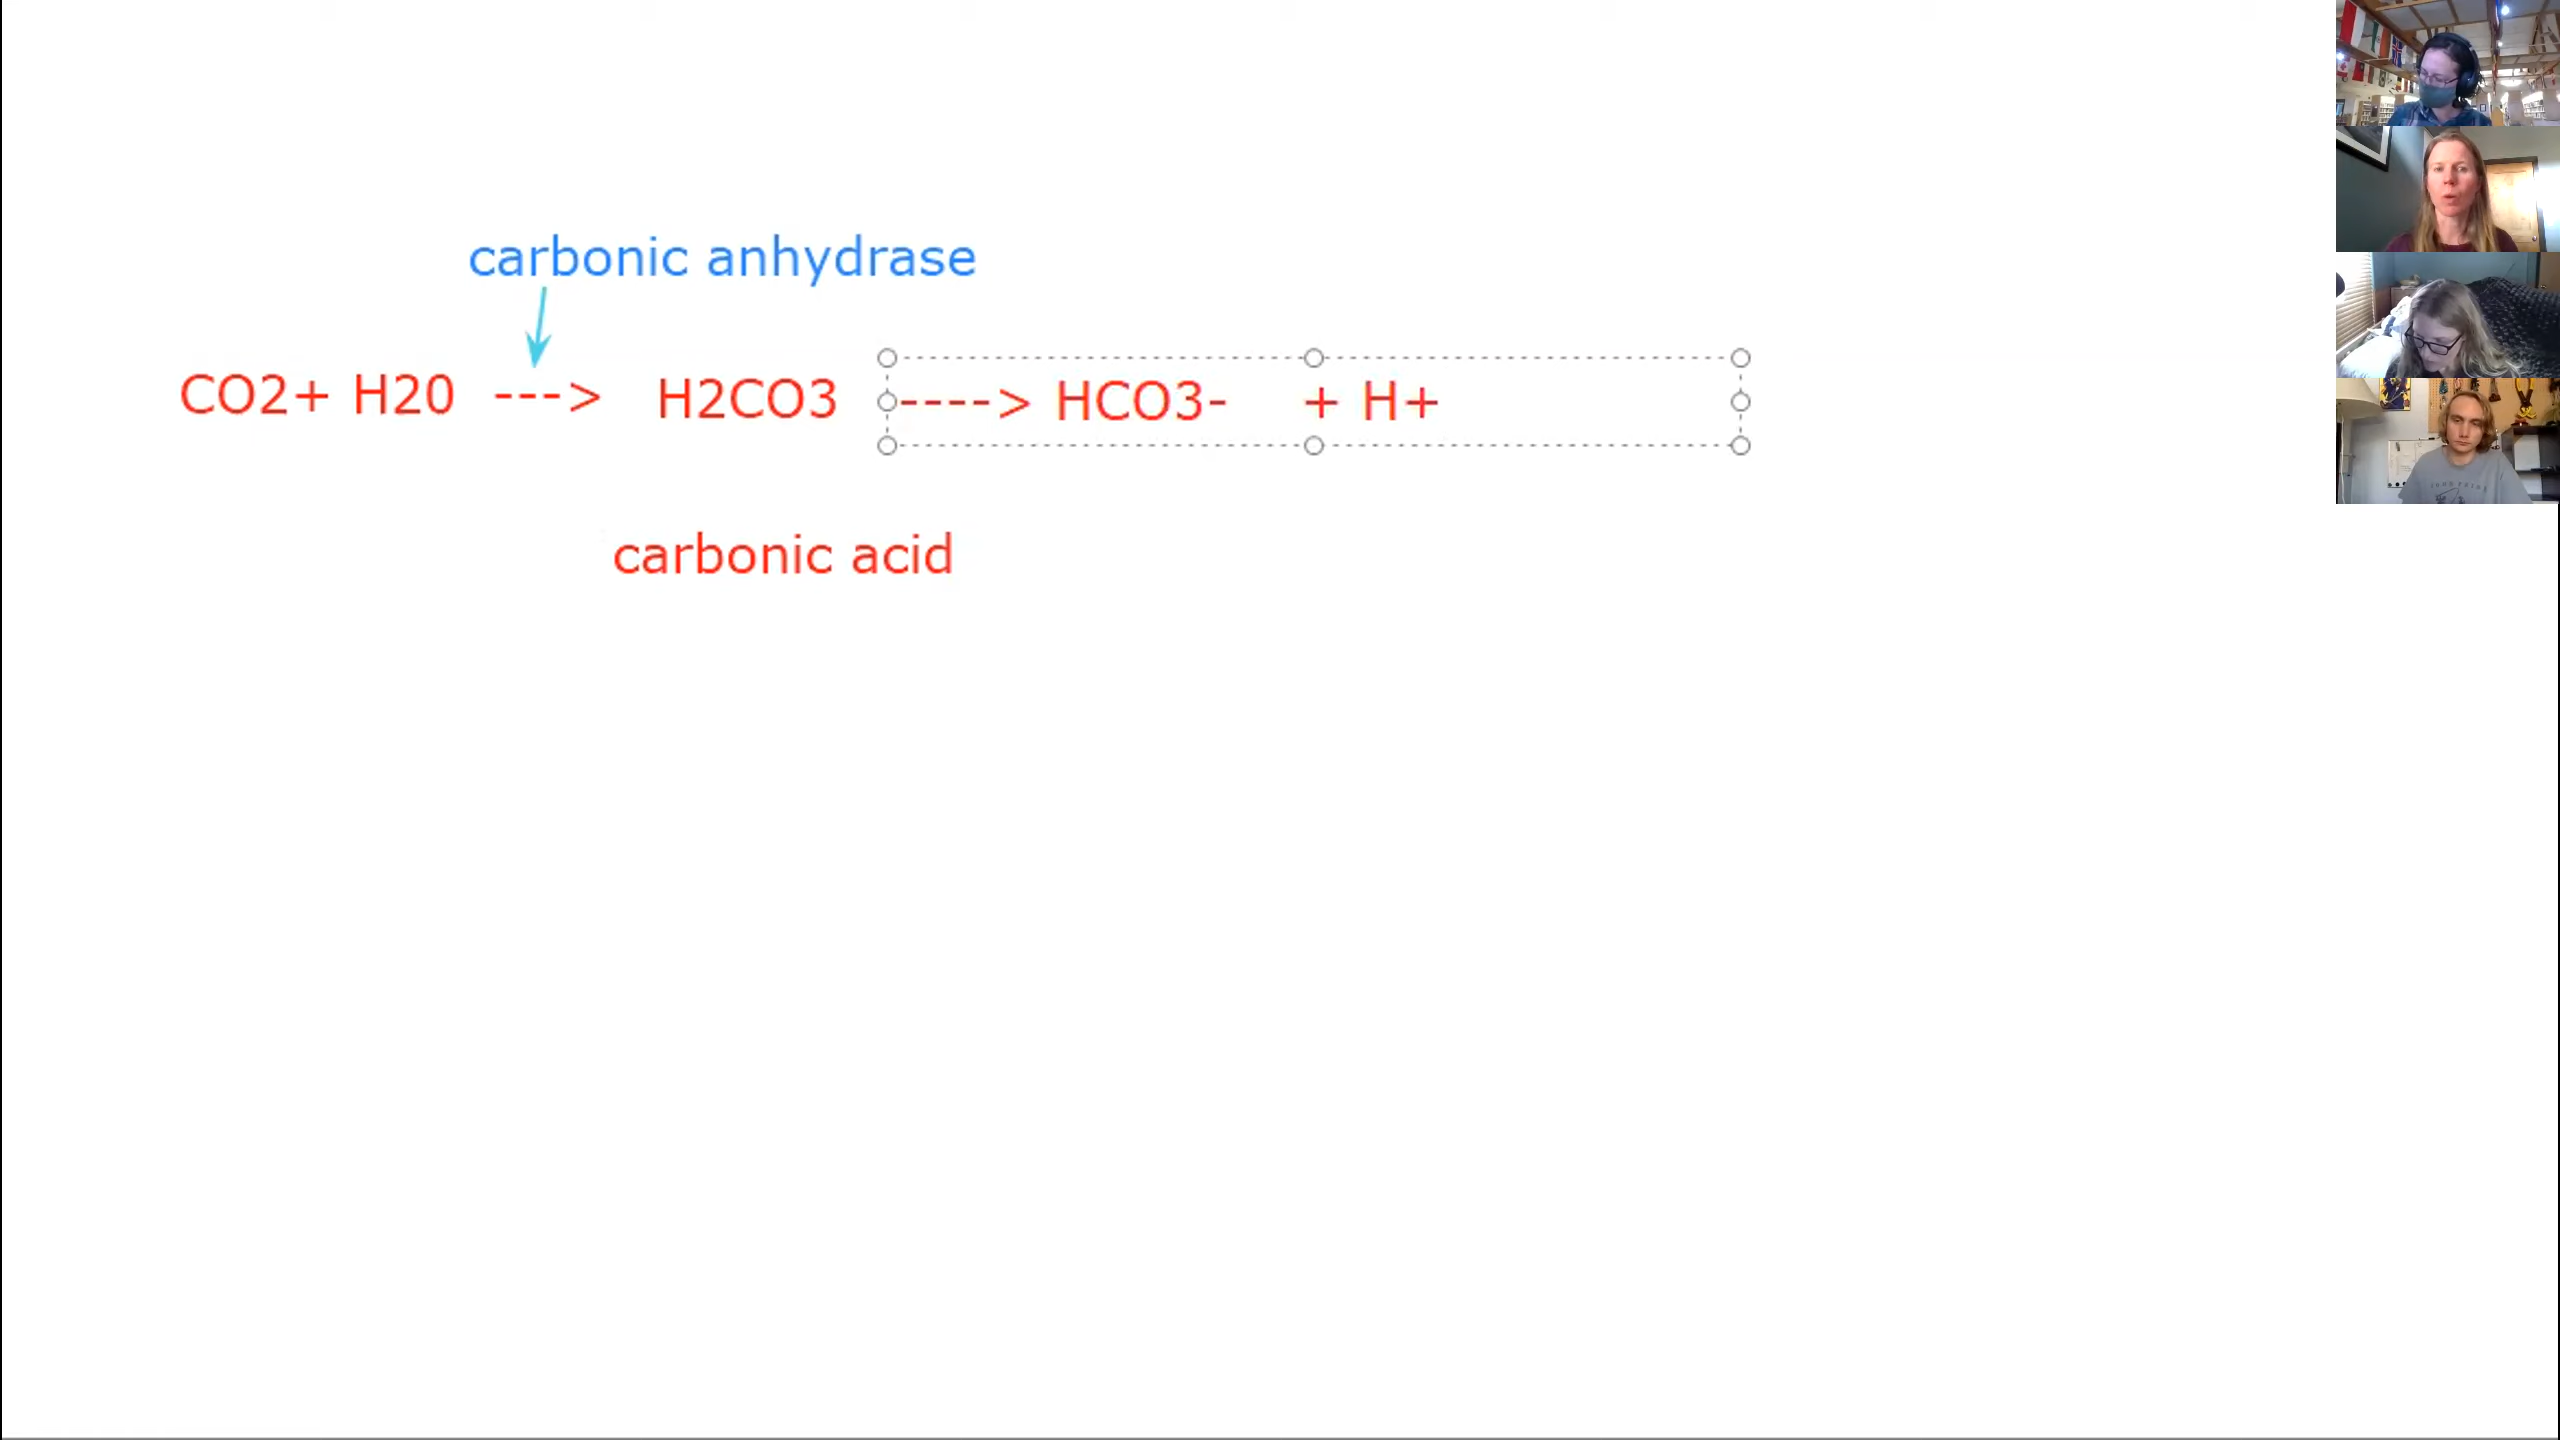 carbonic anhydrase
CO2+ H20 ---> H2CO3 ----> HCO3- + H+
carbonic acid